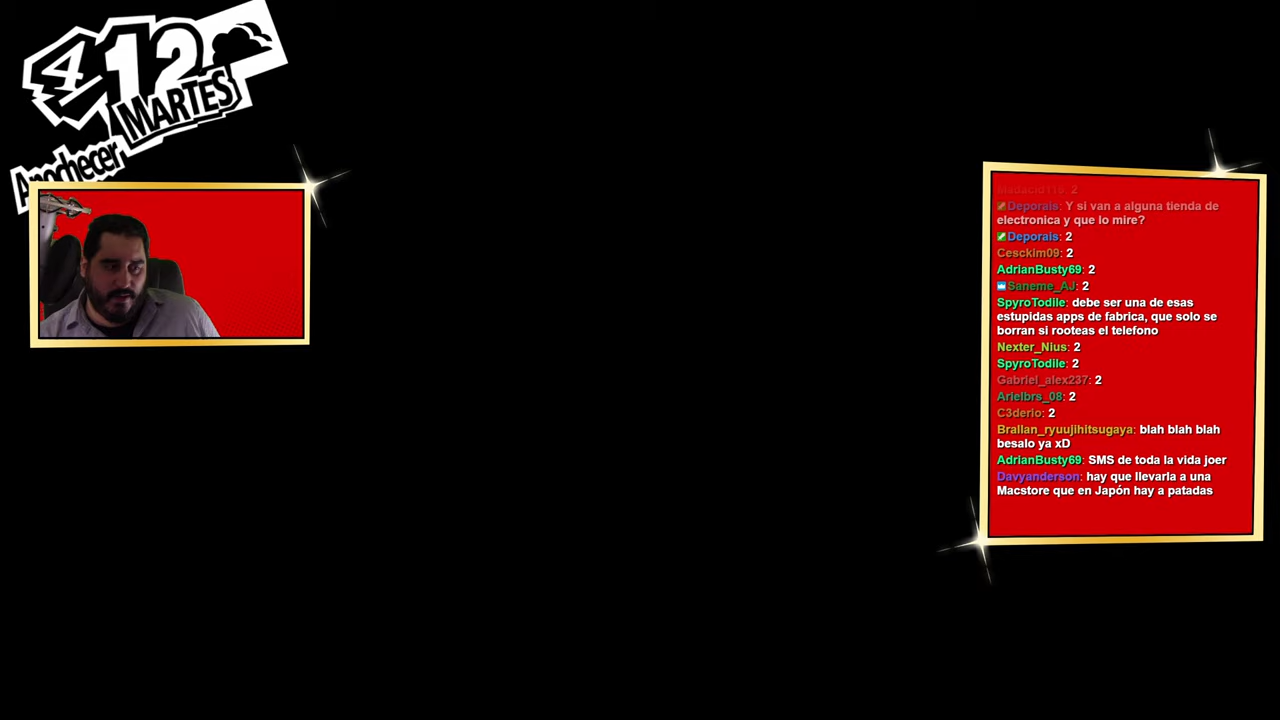 4 12
MARTES
Anochecer
Madacid115: 2
Deporais: Y si van a alguna tienda de
electronica y que lo mire?
Deporais: 2
Cesckim09: 2
AdrianBusty69: 2
Saneme_AJ: 2
SpyroTodile: debe ser una de esas
estupidas apps de fabrica, que solo se
borran si rooteas el telefono
Nexter_Nius: 2
SpyroTodile: 2
Gabriel_alex237: 2
Arielbrs_08: 2
C3derio: 2
Brallan_ryuujihitsugaya: blah blah blah
besalo ya xD
AdrianBusty69: SMS de toda la vida joer
Davyanderson: hay que llevarla a una
Macstore que en Japón hay a patadas